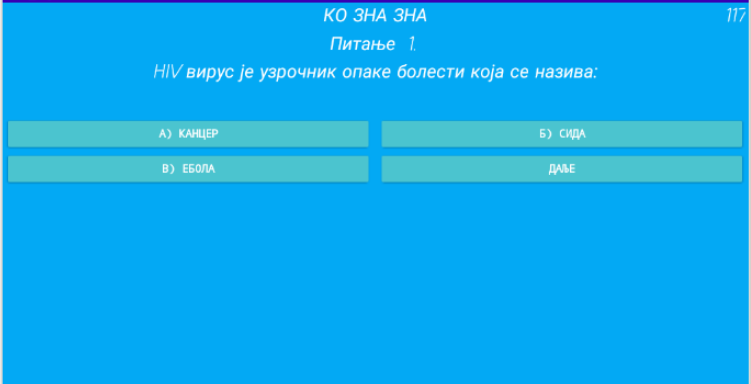 КО ЗНА ЗНА 117
Питање 1.
HIV вирус је узрочник опаке болести која се назива:
А) КАНЦЕР Б) СИДА
В) ЕБОЛА ДАЉЕ